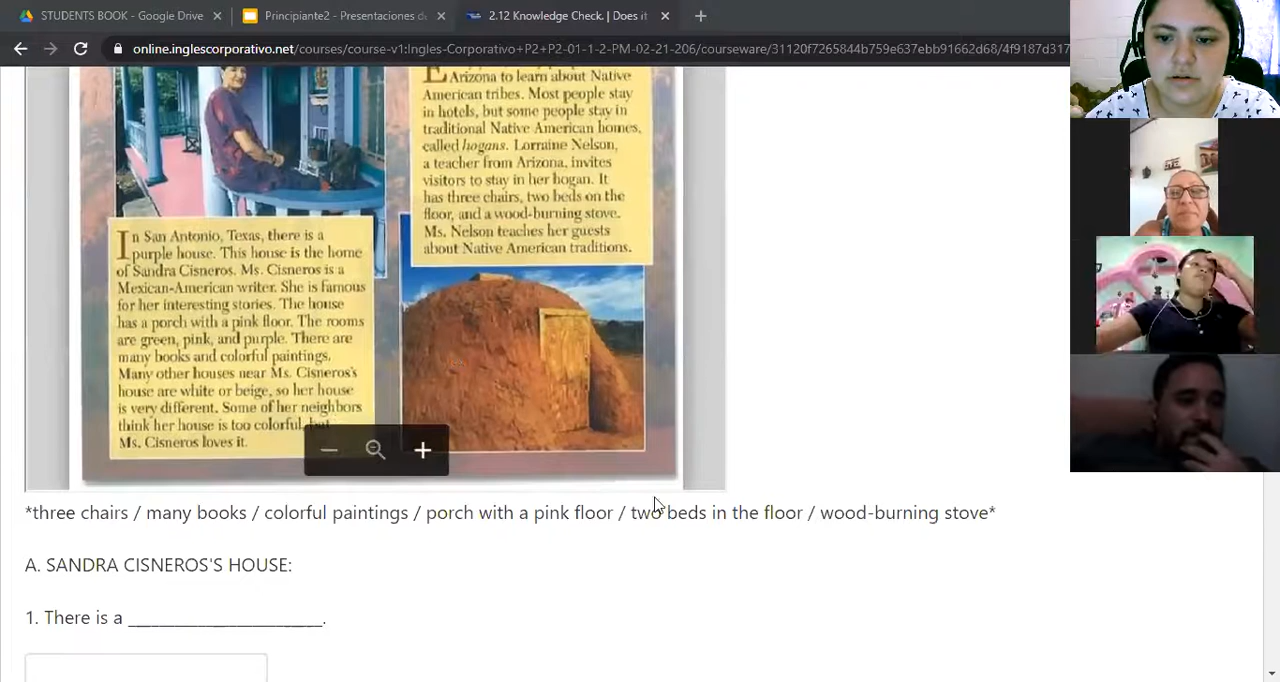 STUDENTS BOOK - Google Drive
Principiante2 - Presentaciones d
2.12 Knowledge Check. | Does it
online.inglescorporativo.net/courses/course-v1:Ingles-Corporativo+P2+P2-01-1-2-PM-02-21-206/courseware/31120f7265844b759e637ebb91662d68/4f9187d317
Arizona to learn about Native
American tribes. Most people stay
in hotels, but some people stay in
traditional Native American homes,
called hogans. Lorraine Nelson,
a teacher from Arizona, invites
visitors to stay in her hogan. It
has three chairs, two beds on the
floor, and a wood-burning stove.
Ms. Nelson teaches her guests
about Native American traditions.
In San Antonio, Texas, there is a
purple house. This house is the home
of Sandra Cisneros. Ms. Cisneros is a
Mexican-American writer. She is famous
for her interesting stories. The house
has a porch with a pink floor. The rooms
are green, pink, and purple. There are
many books and colorful paintings.
Many other houses near Ms. Cisneros's
house are white or beige, so her house
is very different. Some of her neighbors
think her house is too colorful, but
Ms. Cisneros loves it.
*three chairs / many books / colorful paintings / porch with a pink floor / two beds in the floor / wood-burning stove*
A. SANDRA CISNEROS'S HOUSE:
1. There is a ______________________.